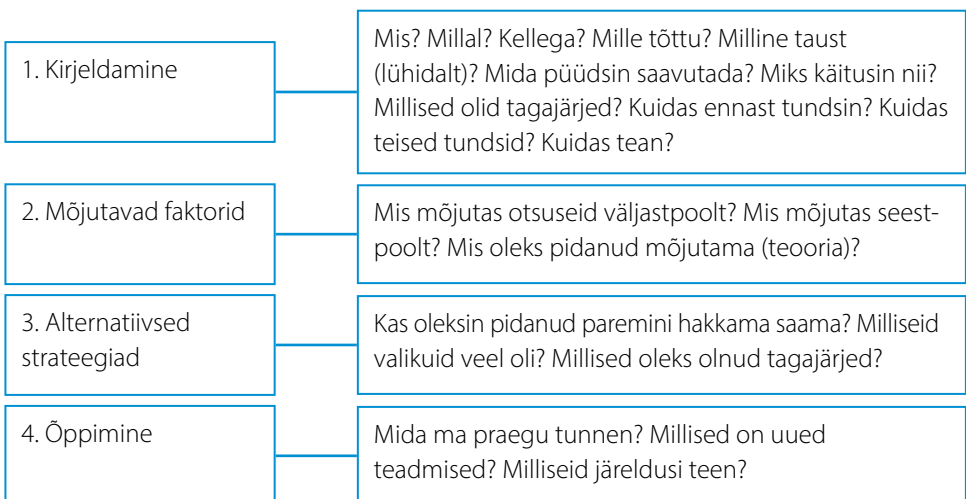 1. Kirjeldamine
Mis? Millal? Kellega? Mille tõttu? Milline taust
(lühidalt)? Mida püüdsin saavutada? Miks käitusin nii?
Millised olid tagajärjed? Kuidas ennast tundsin? Kuidas
teised tundsid? Kuidas tean?
2. Mõjutavad faktorid
Mis mõjutas otsuseid väljastpoolt? Mis mõjutas seest-
poolt? Mis oleks pidanud mõjutama (teooria)?
3. Alternatiivsed
strateegiad
Kas oleksin pidanud paremini hakkama saama? Milliseid
valikuid veel oli? Millised oleks olnud tagajärjed?
4. Õppimine
Mida ma praegu tunnen? Millised on uued
teadmised? Milliseid järeldusi teen?